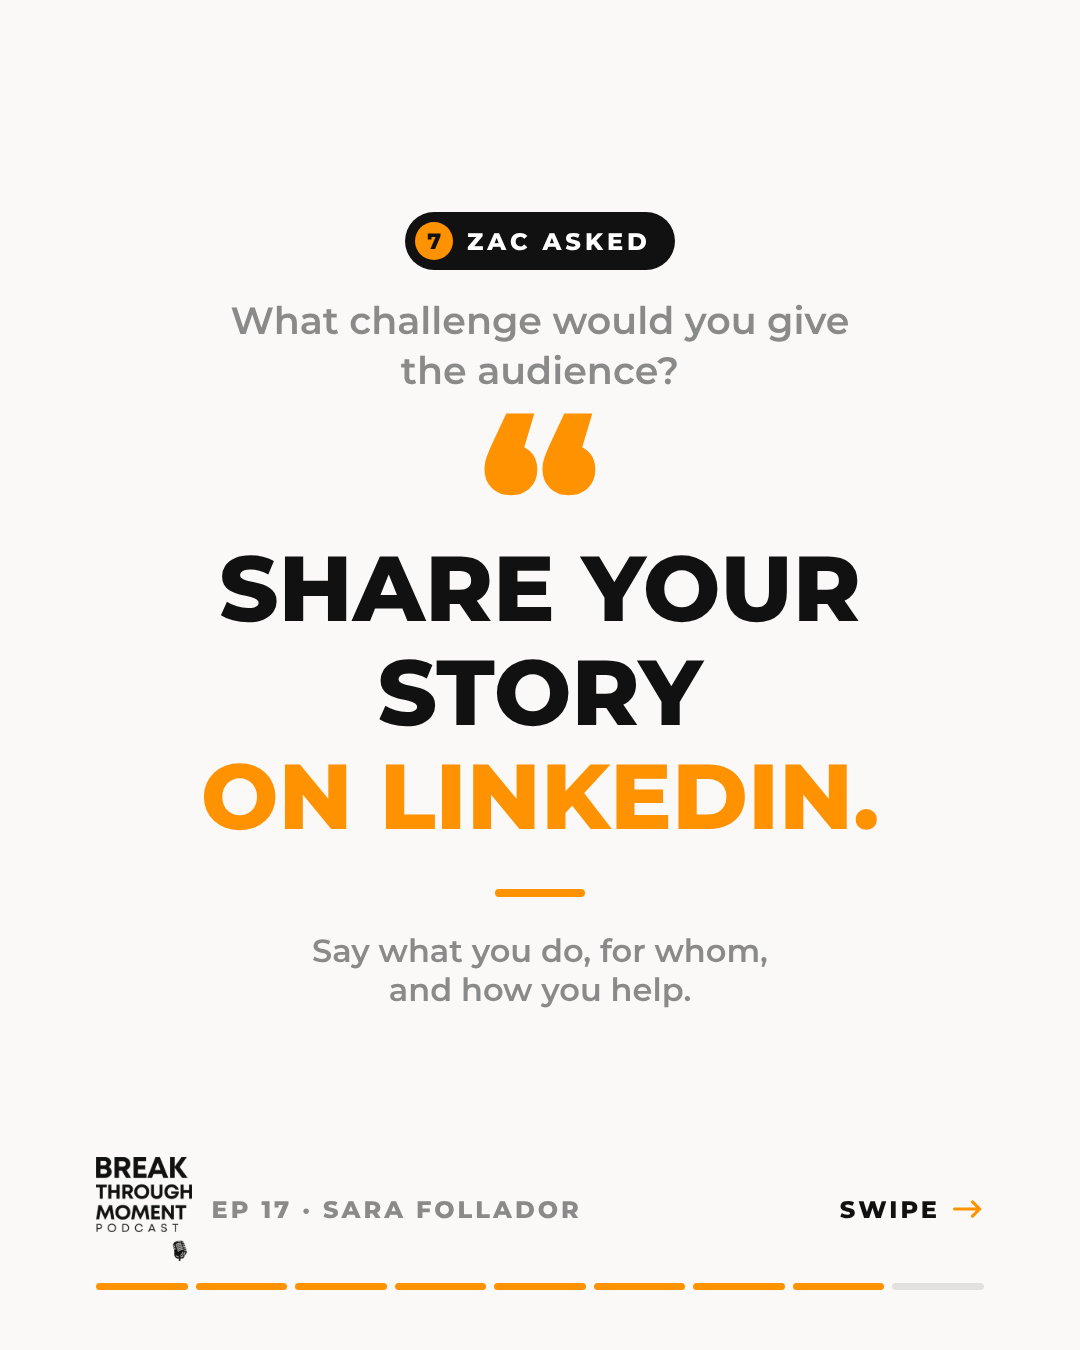 7 ZAC ASKED
What challenge would you give
the audience?
“
SHARE YOUR
STORY
ON LINKEDIN.
Say what you do, for whom,
and how you help.
BREAK
THROUGH
MOMENT
PODCAST
EP 17 · SARA FOLLADOR
SWIPE →